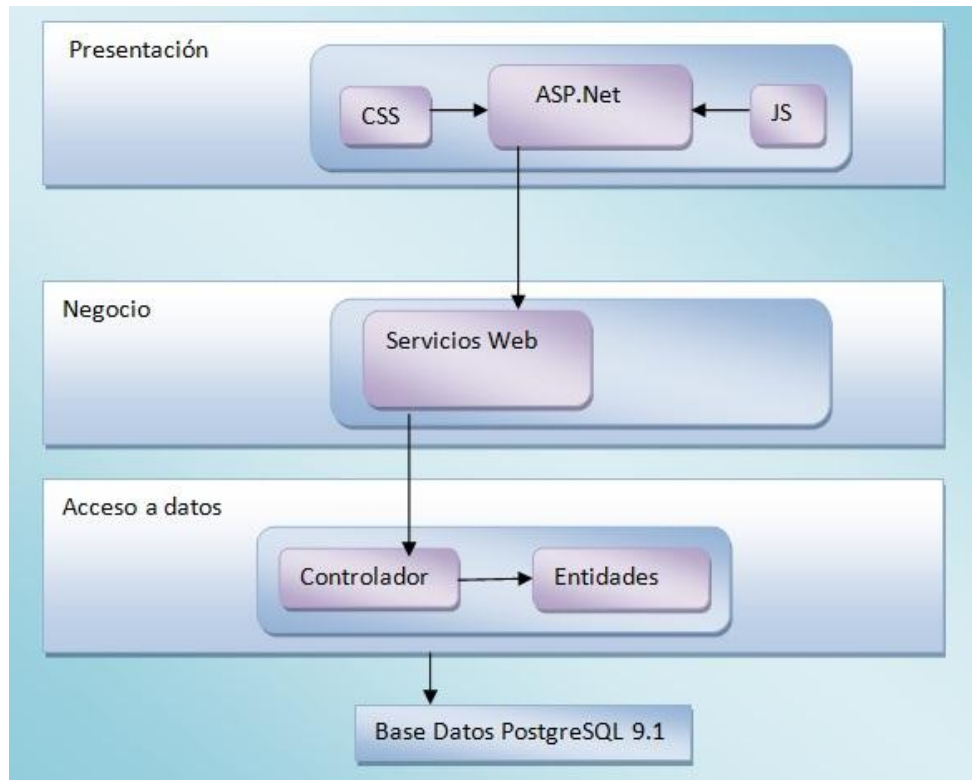 Presentación
CSS
ASP.Net
JS
Negocio
Servicios Web
Acceso a datos
Controlador
Entidades
Base Datos PostgreSQL 9.1